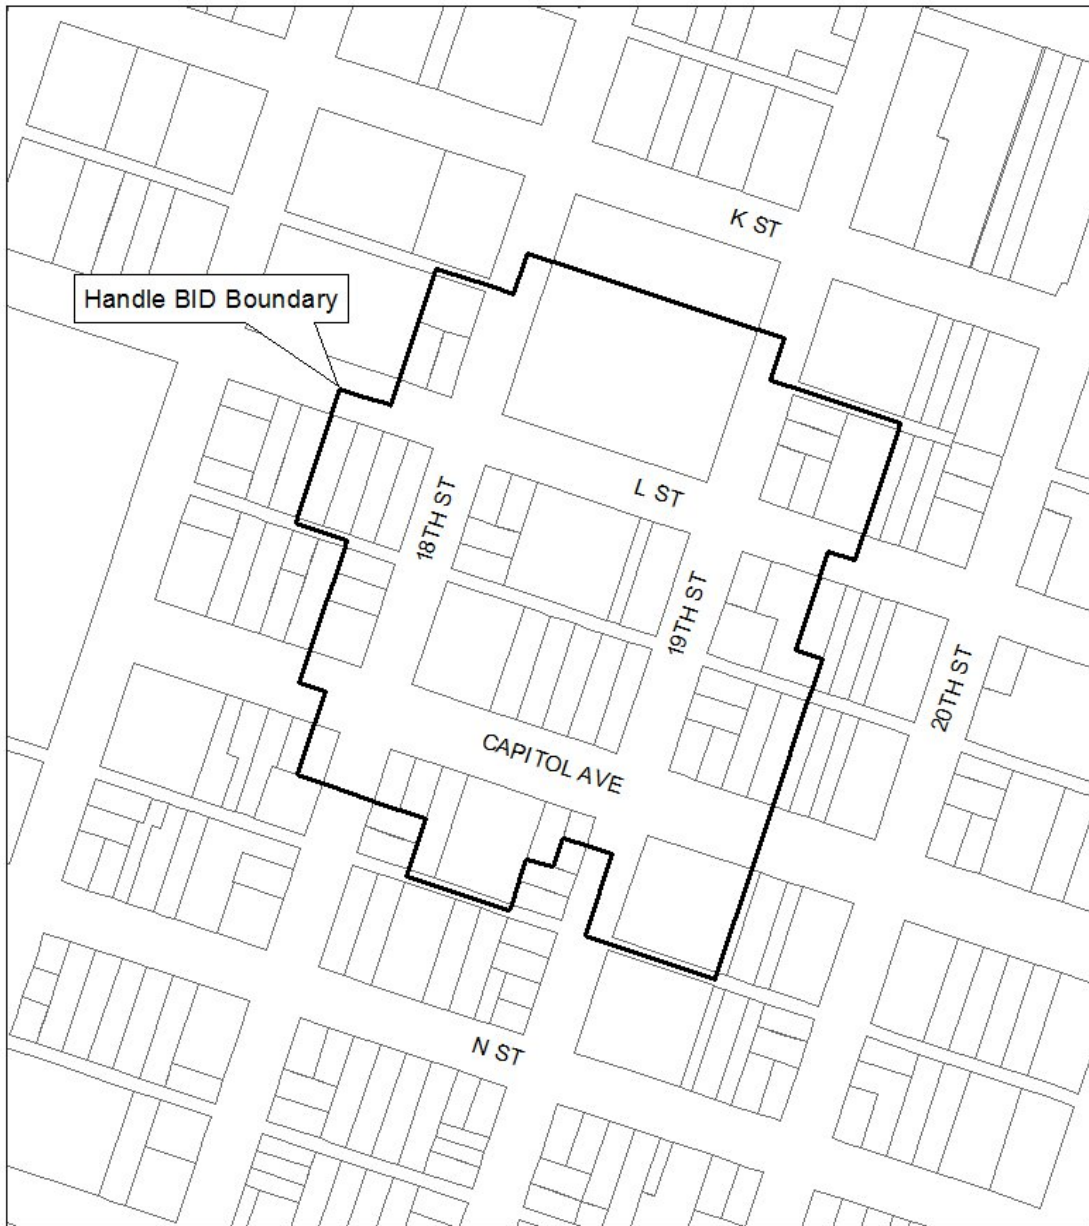 K ST
Handle BID Boundary
L ST
18TH ST
19TH ST
20TH ST
CAPITOL AVE
N ST